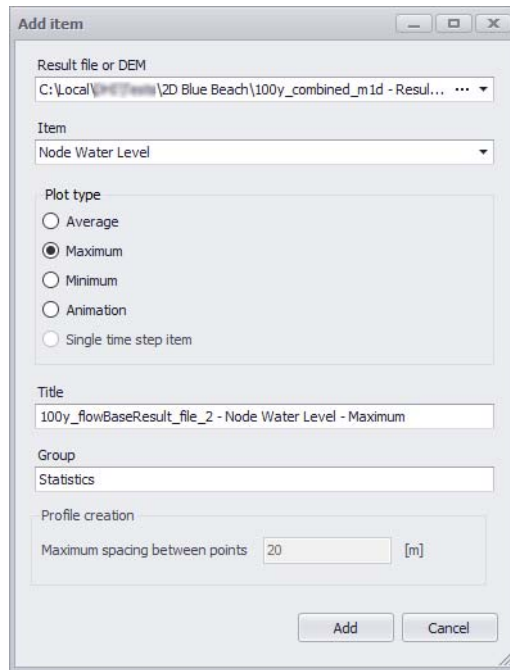 Add item
Result file or DEM
C:\Local\ \2D Blue Beach\100y_combined_m1d - Resul... ...
Item
Node Water Level
Plot type
Average
Maximum
Minimum
Animation
Single time step item
Title
100y_flowBaseResult_file_2 - Node Water Level - Maximum
Group
Statistics
Profile creation
Maximum spacing between points 20 [m]
Add Cancel